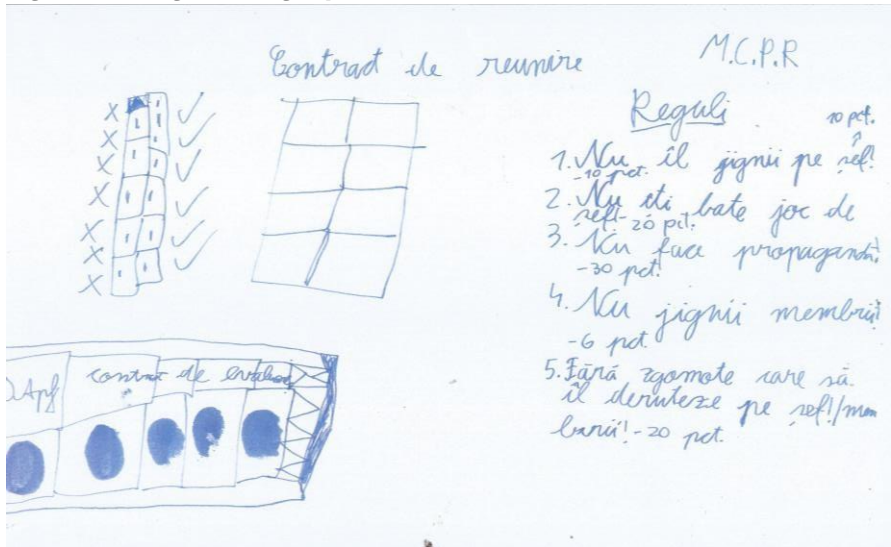 Contract de reunire
M.C.P.R
Reguli
10 pct.
1. Nu îl jignii pe șef!
-10 pct.
2. Nu îti bate joc de
șef!- 20 pct.
3. Nu face propagandă!
-30 pct!
4. Nu jignii membrii!
-6 pct
5. Fără zgomote care să
îl deruteze pe șef!/mem
brii!-20 pct.
contract de